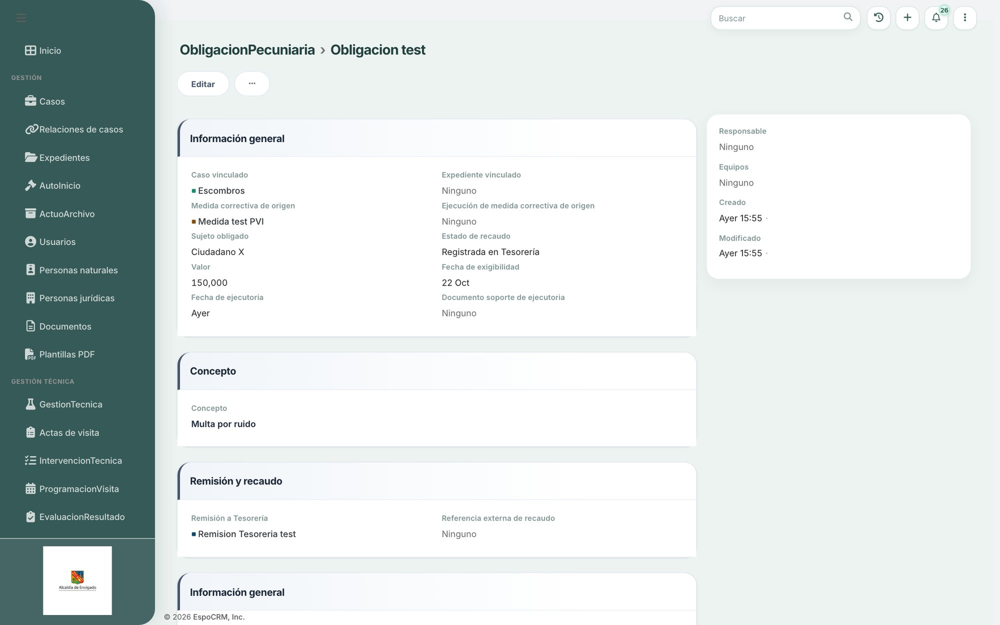 Inicio
GESTIÓN
Casos
Relaciones de casos
Expedientes
AutoInicio
ActuoArchivo
Usuarios
Personas naturales
Personas jurídicas
Documentos
Plantillas PDF
GESTIÓN TÉCNICA
GestionTecnica
Actas de visita
IntervencionTecnica
ProgramacionVisita
EvaluacionResultado
Alcaldía de Envigado
Buscar
26
ObligacionPecuniaria › Obligacion test
Editar
···
Información general
Caso vinculado
Escombros
Expediente vinculado
Ninguno
Medida correctiva de origen
Medida test PVI
Ejecución de medida correctiva de origen
Ninguno
Sujeto obligado
Ciudadano X
Estado de recaudo
Registrada en Tesorería
Valor
150,000
Fecha de exigibilidad
22 Oct
Fecha de ejecutoria
Ayer
Documento soporte de ejecutoria
Ninguno
Concepto
Concepto
Multa por ruido
Remisión y recaudo
Remisión a Tesorería
Remision Tesoreria test
Referencia externa de recaudo
Ninguno
Información general
Responsable
Ninguno
Equipos
Ninguno
Creado
Ayer 15:55 ·
Modificado
Ayer 15:55 ·
© 2026 EspoCRM, Inc.